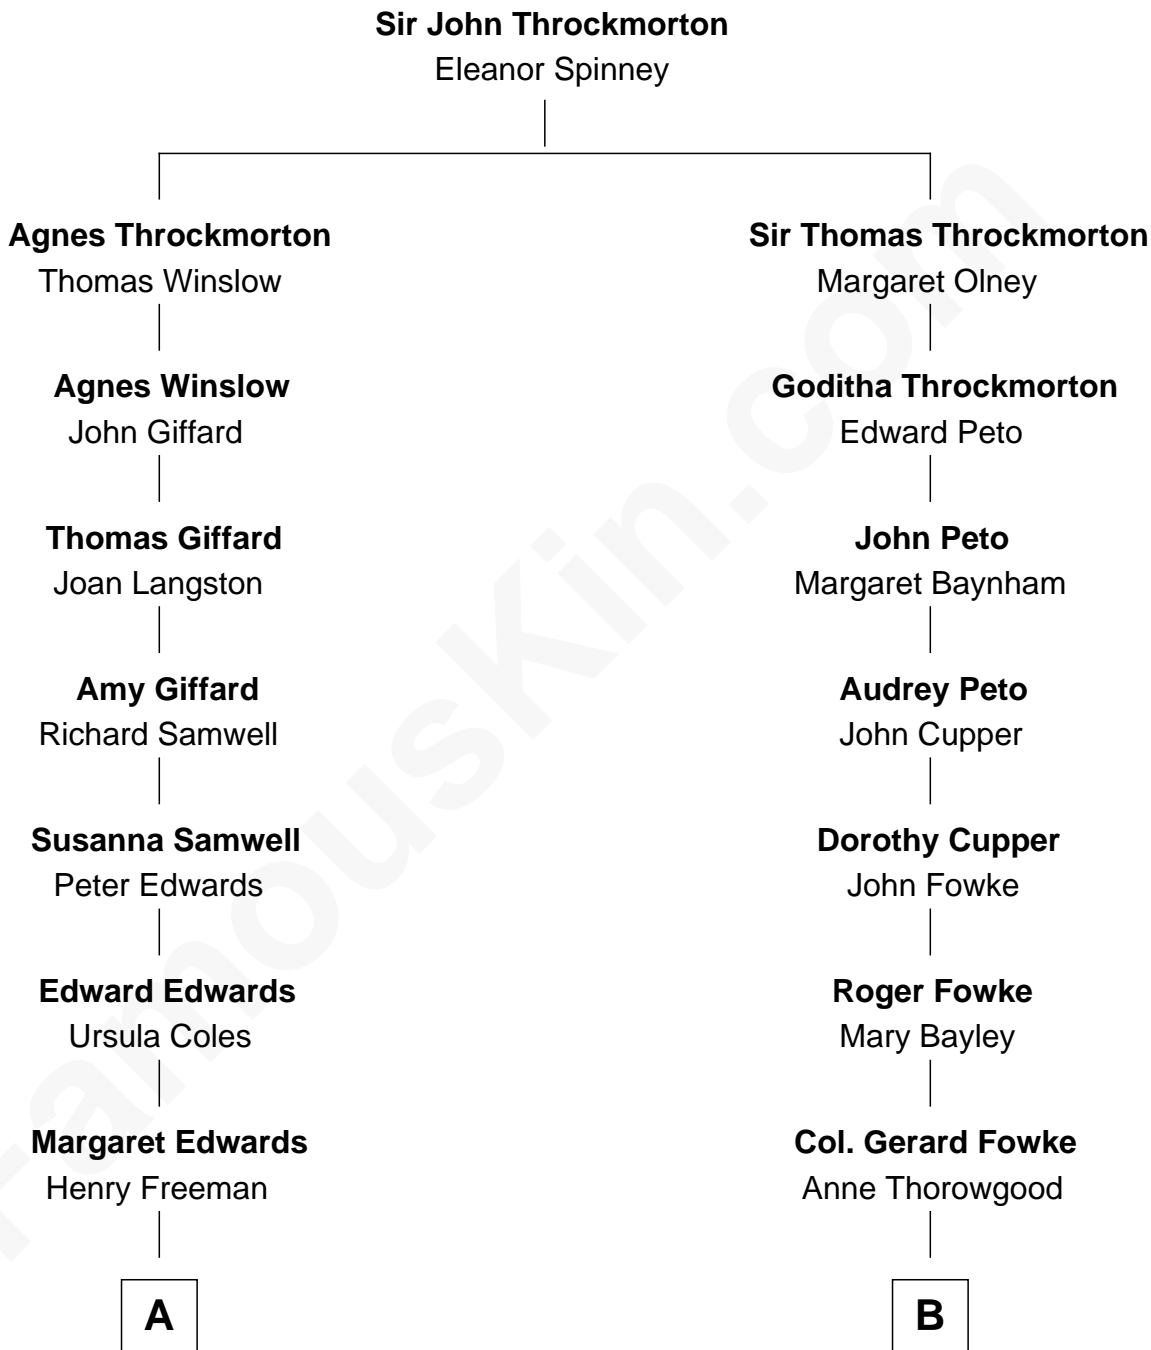 Sir John Throckmorton
Eleanor Spinney
Agnes Throckmorton
Thomas Winslow
Sir Thomas Throckmorton
Margaret Olney
Agnes Winslow
John Giffard
Goditha Throckmorton
Edward Peto
Thomas Giffard
Joan Langston
John Peto
Margaret Baynham
Amy Giffard
Richard Samwell
Audrey Peto
John Cupper
Susanna Samwell
Peter Edwards
Dorothy Cupper
John Fowke
Edward Edwards
Ursula Coles
Roger Fowke
Mary Bayley
Margaret Edwards
Henry Freeman
Col. Gerard Fowke
Anne Thorowgood
A
B
FamousKin.com